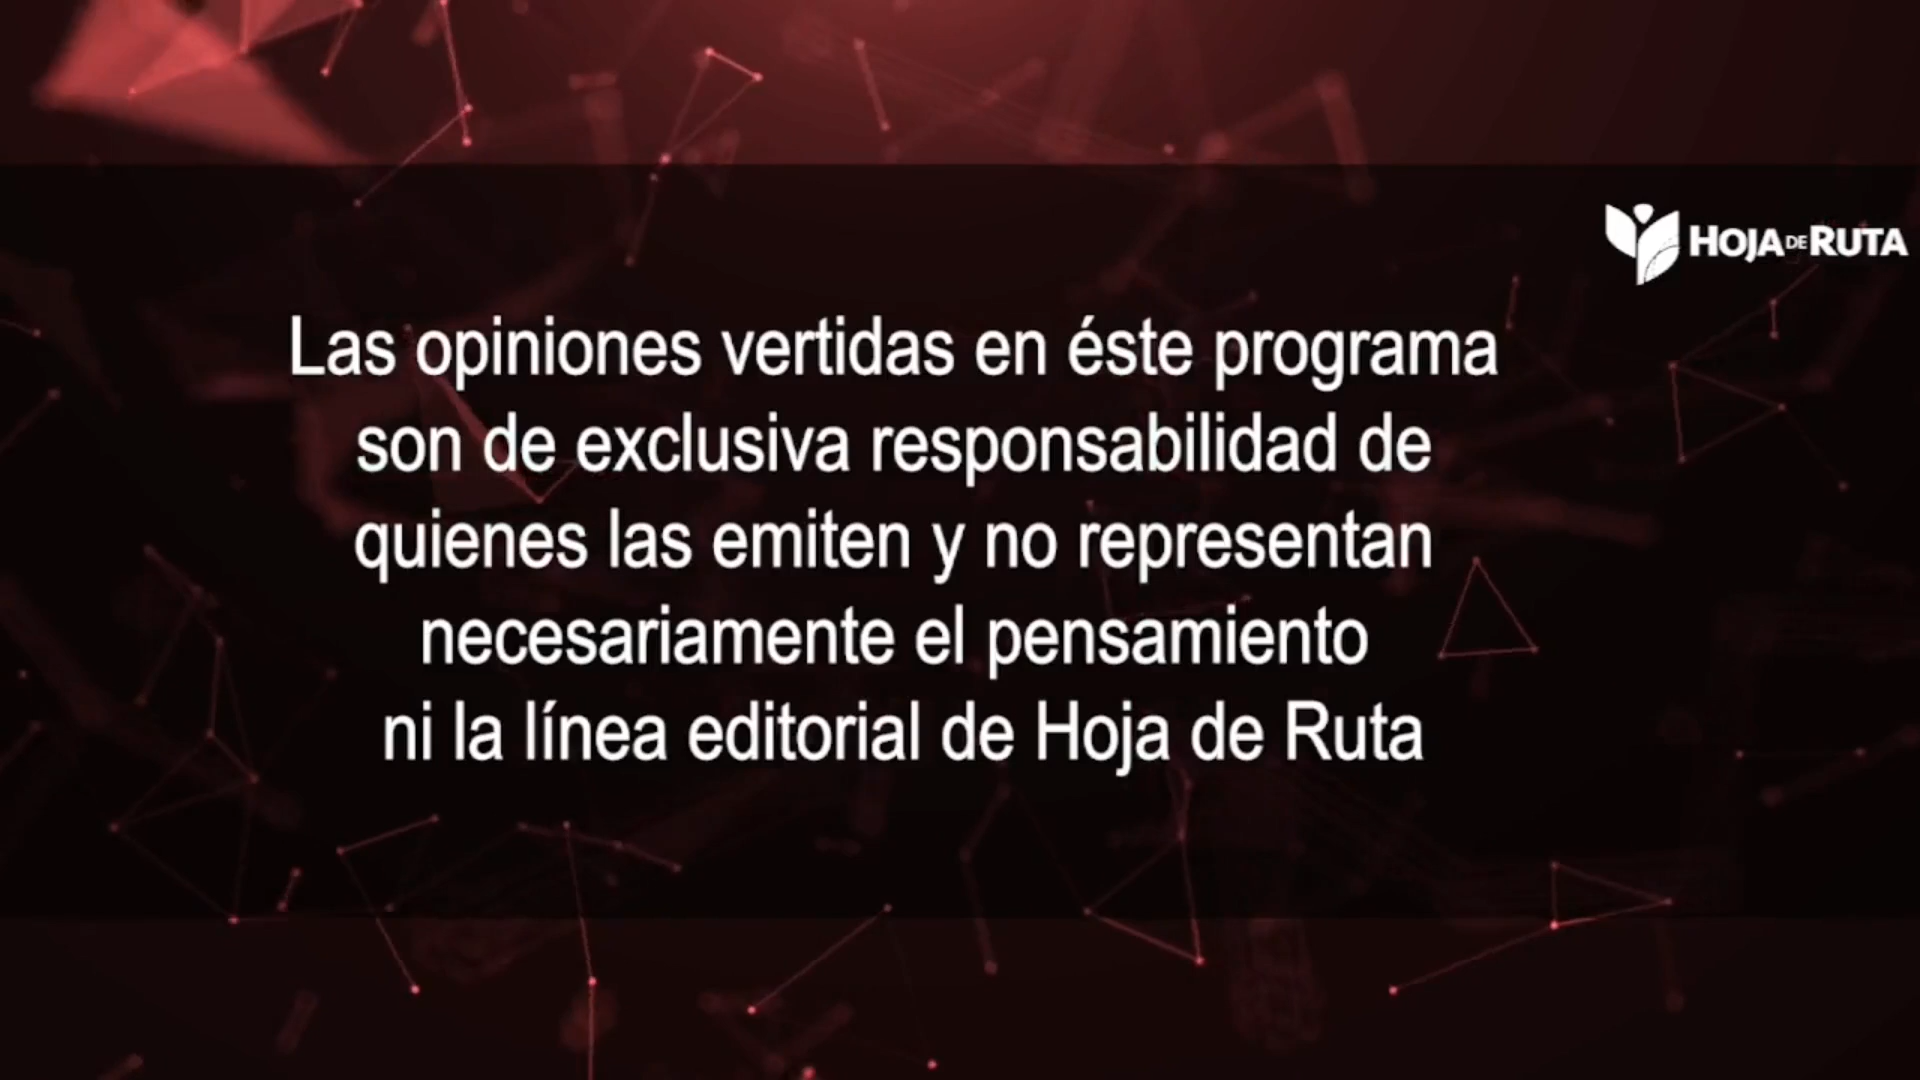 HOJA DE RUTA
Las opiniones vertidas en éste programa
son de exclusiva responsabilidad de
quienes las emiten y no representan
necesariamente el pensamiento
ni la línea editorial de Hoja de Ruta